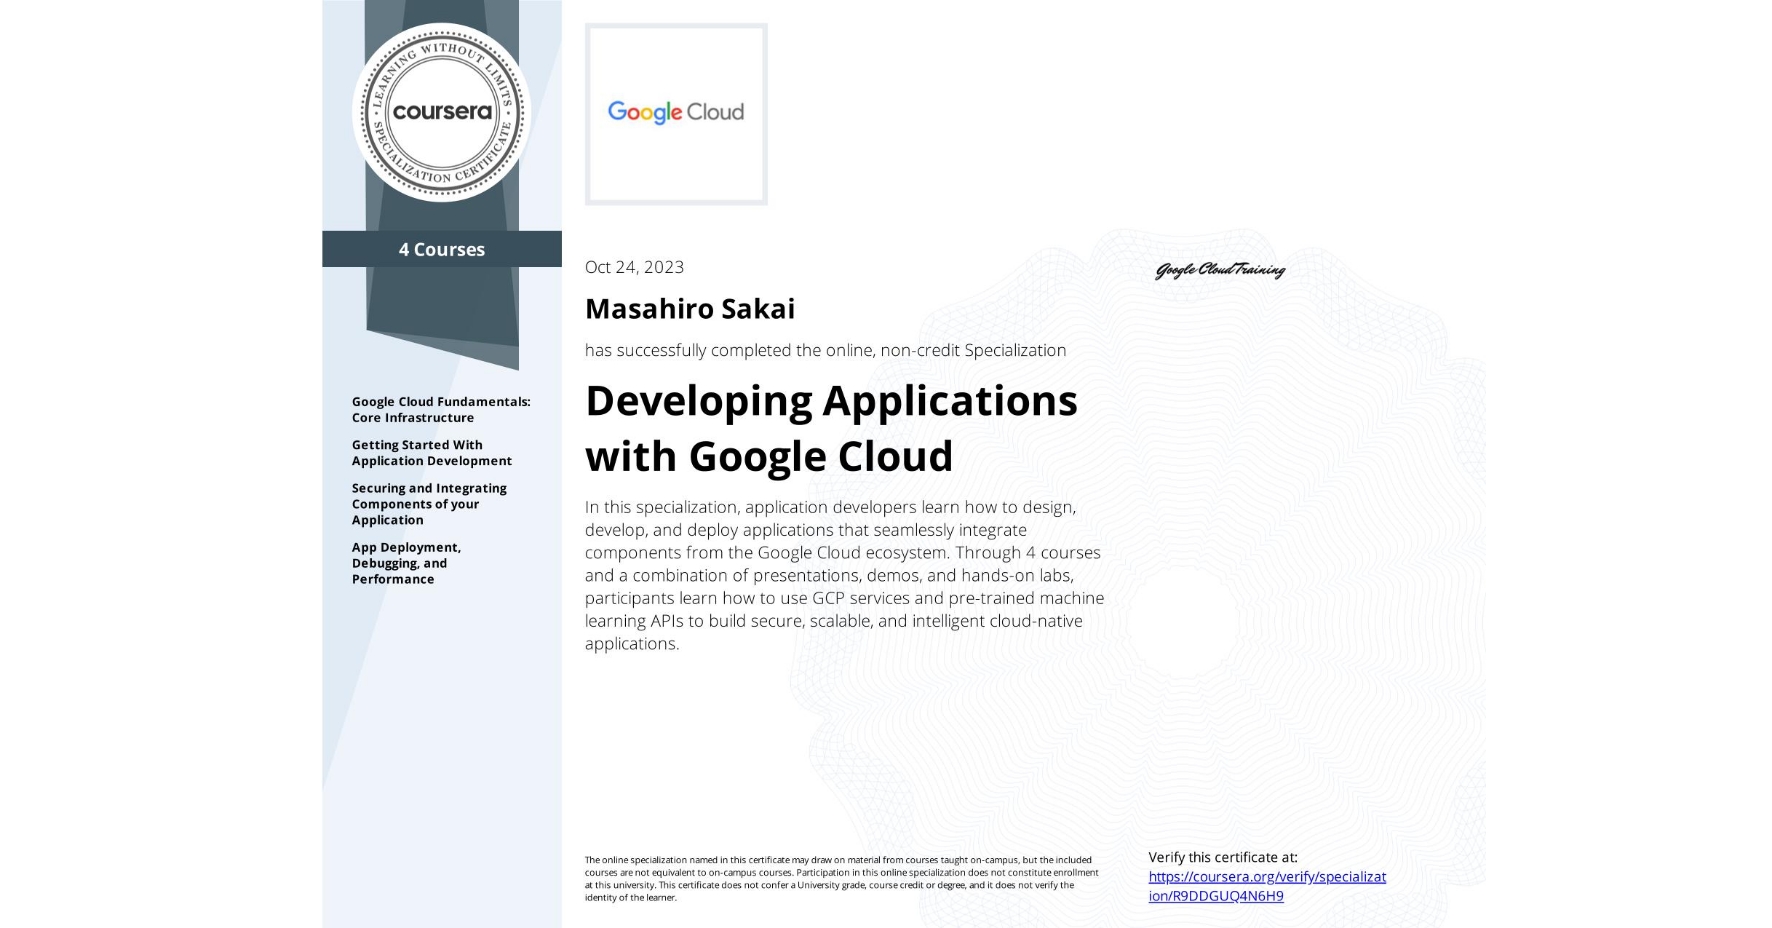 LEARNING WITHOUT LIMITS
coursera
SPECIALIZATION CERTIFICATE
4 Courses
Google Cloud Fundamentals:
Core Infrastructure
Getting Started With
Application Development
Securing and Integrating
Components of your
Application
App Deployment,
Debugging, and
Performance
Google Cloud
Oct 24, 2023
Masahiro Sakai
has successfully completed the online, non-credit Specialization
Developing Applications
with Google Cloud
In this specialization, application developers learn how to design,
develop, and deploy applications that seamlessly integrate
components from the Google Cloud ecosystem. Through 4 courses
and a combination of presentations, demos, and hands-on labs,
participants learn how to use GCP services and pre-trained machine
learning APIs to build secure, scalable, and intelligent cloud-native
applications.
Google Cloud Training
The online specialization named in this certificate may draw on material from courses taught on-campus, but the included
courses are not equivalent to on-campus courses. Participation in this online specialization does not constitute enrollment
at this university. This certificate does not confer a University grade, course credit or degree, and it does not verify the
identity of the learner.
Verify this certificate at:
https://coursera.org/verify/specializat
ion/R9DDGUQ4N6H9